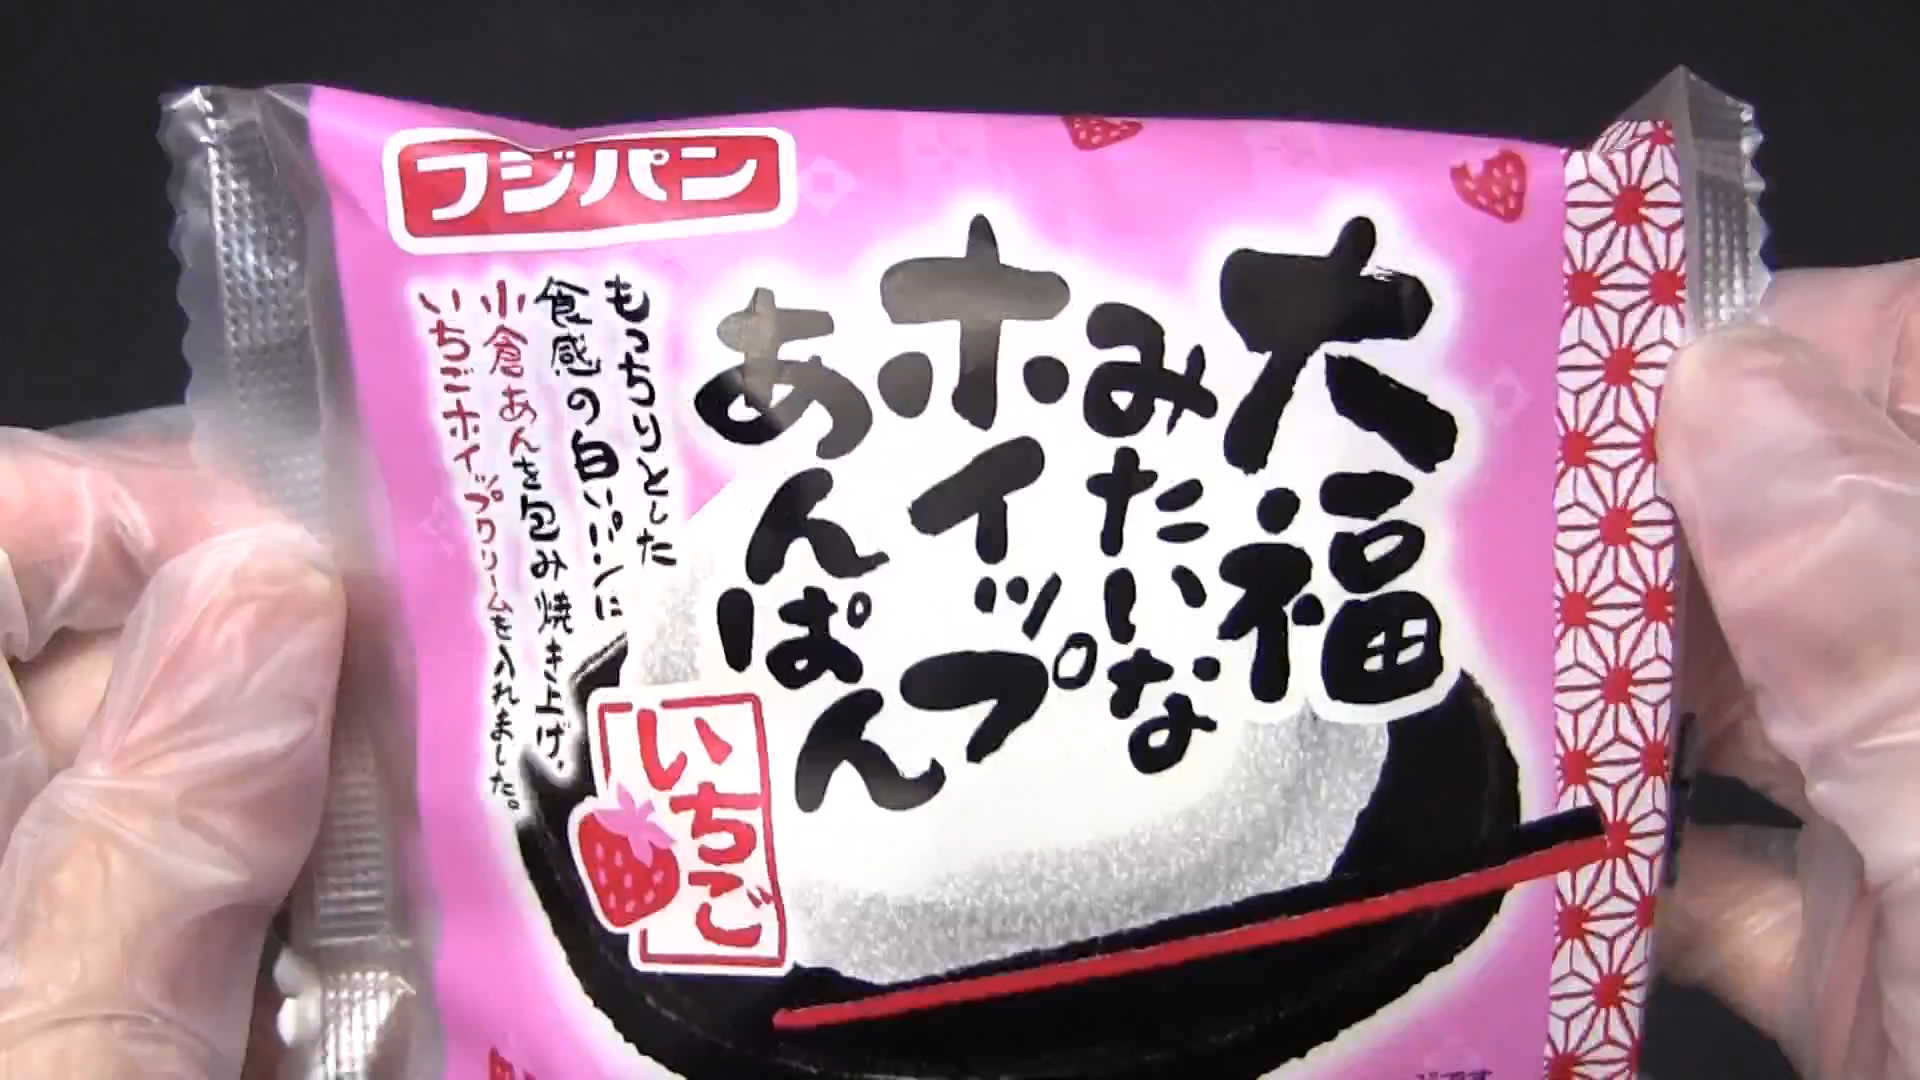 フジパン
大福
みたいな
ホイップ
あんぱん
いちご
もっちりとした
食感の白いパンに
小倉あんを包み焼き上げ、
いちごホイップクリームを入れました。